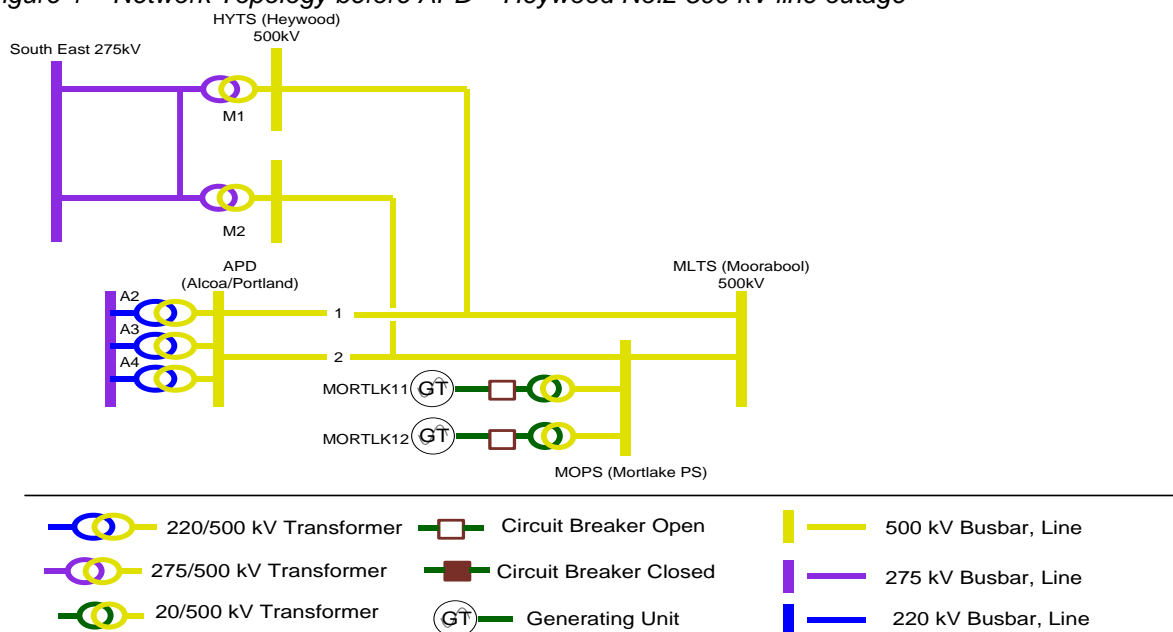 Figure 1 – Network Topology before APD – Heywood No.2 500 kV line outage
HYTS (Heywood)
500kV
South East 275kV
M1
M2
APD
(Alcoa/Portland)
MLTS (Moorabool)
500kV
A2
A3
A4
1
2
MORTLK11
GT
MORTLK12
GT
MOPS (Mortlake PS)
220/500 kV Transformer
Circuit Breaker Open
500 kV Busbar, Line
275/500 kV Transformer
Circuit Breaker Closed
275 kV Busbar, Line
20/500 kV Transformer
GT
Generating Unit
220 kV Busbar, Line